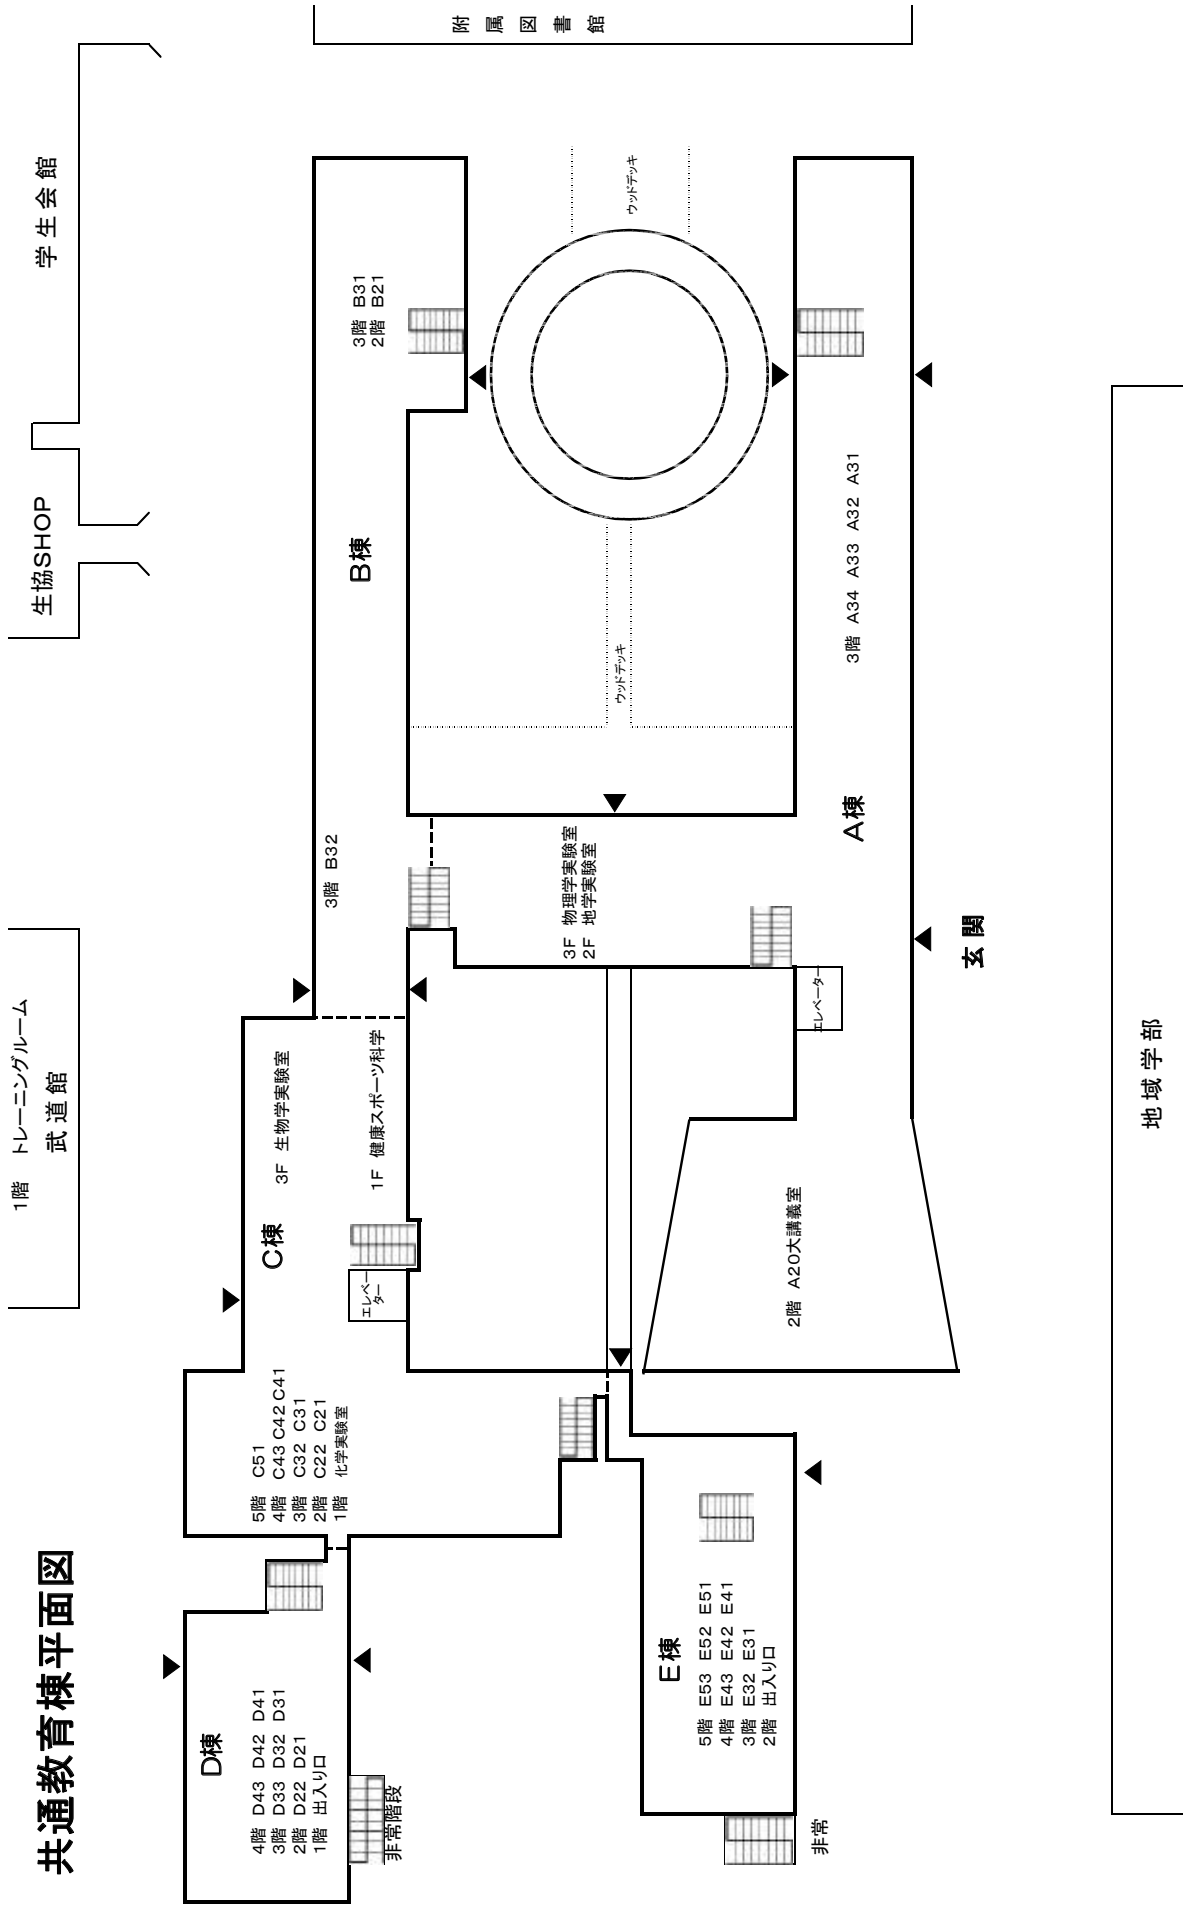 共通教育棟平面図
1階 トレーニングルーム
武道館
生協SHOP
学生会館
附属図書館
D棟
4階 D43 D42 D41
3階 D33 D32 D31
2階 D22 D21
1階 出入り口
非常階段
5階 C51
4階 C43 C42 C41
3階 C32 C31
2階 C22 C21
1階 化学実験室
C棟
3F 生物学実験室
1F 健康スポーツ科学
エレベー
ター
3階 B32
B棟
3階 B31
2階 B21
3F 物理学実験室
2F 地学実験室
ウッドデッキ
ウッドデッキ
E棟
5階 E53 E52 E51
4階 E43 E42 E41
3階 E32 E31
2階 出入り口
非常
2階 A20大講義室
エレベーター
A棟
3階 A34 A33 A32 A31
玄関
地域学部